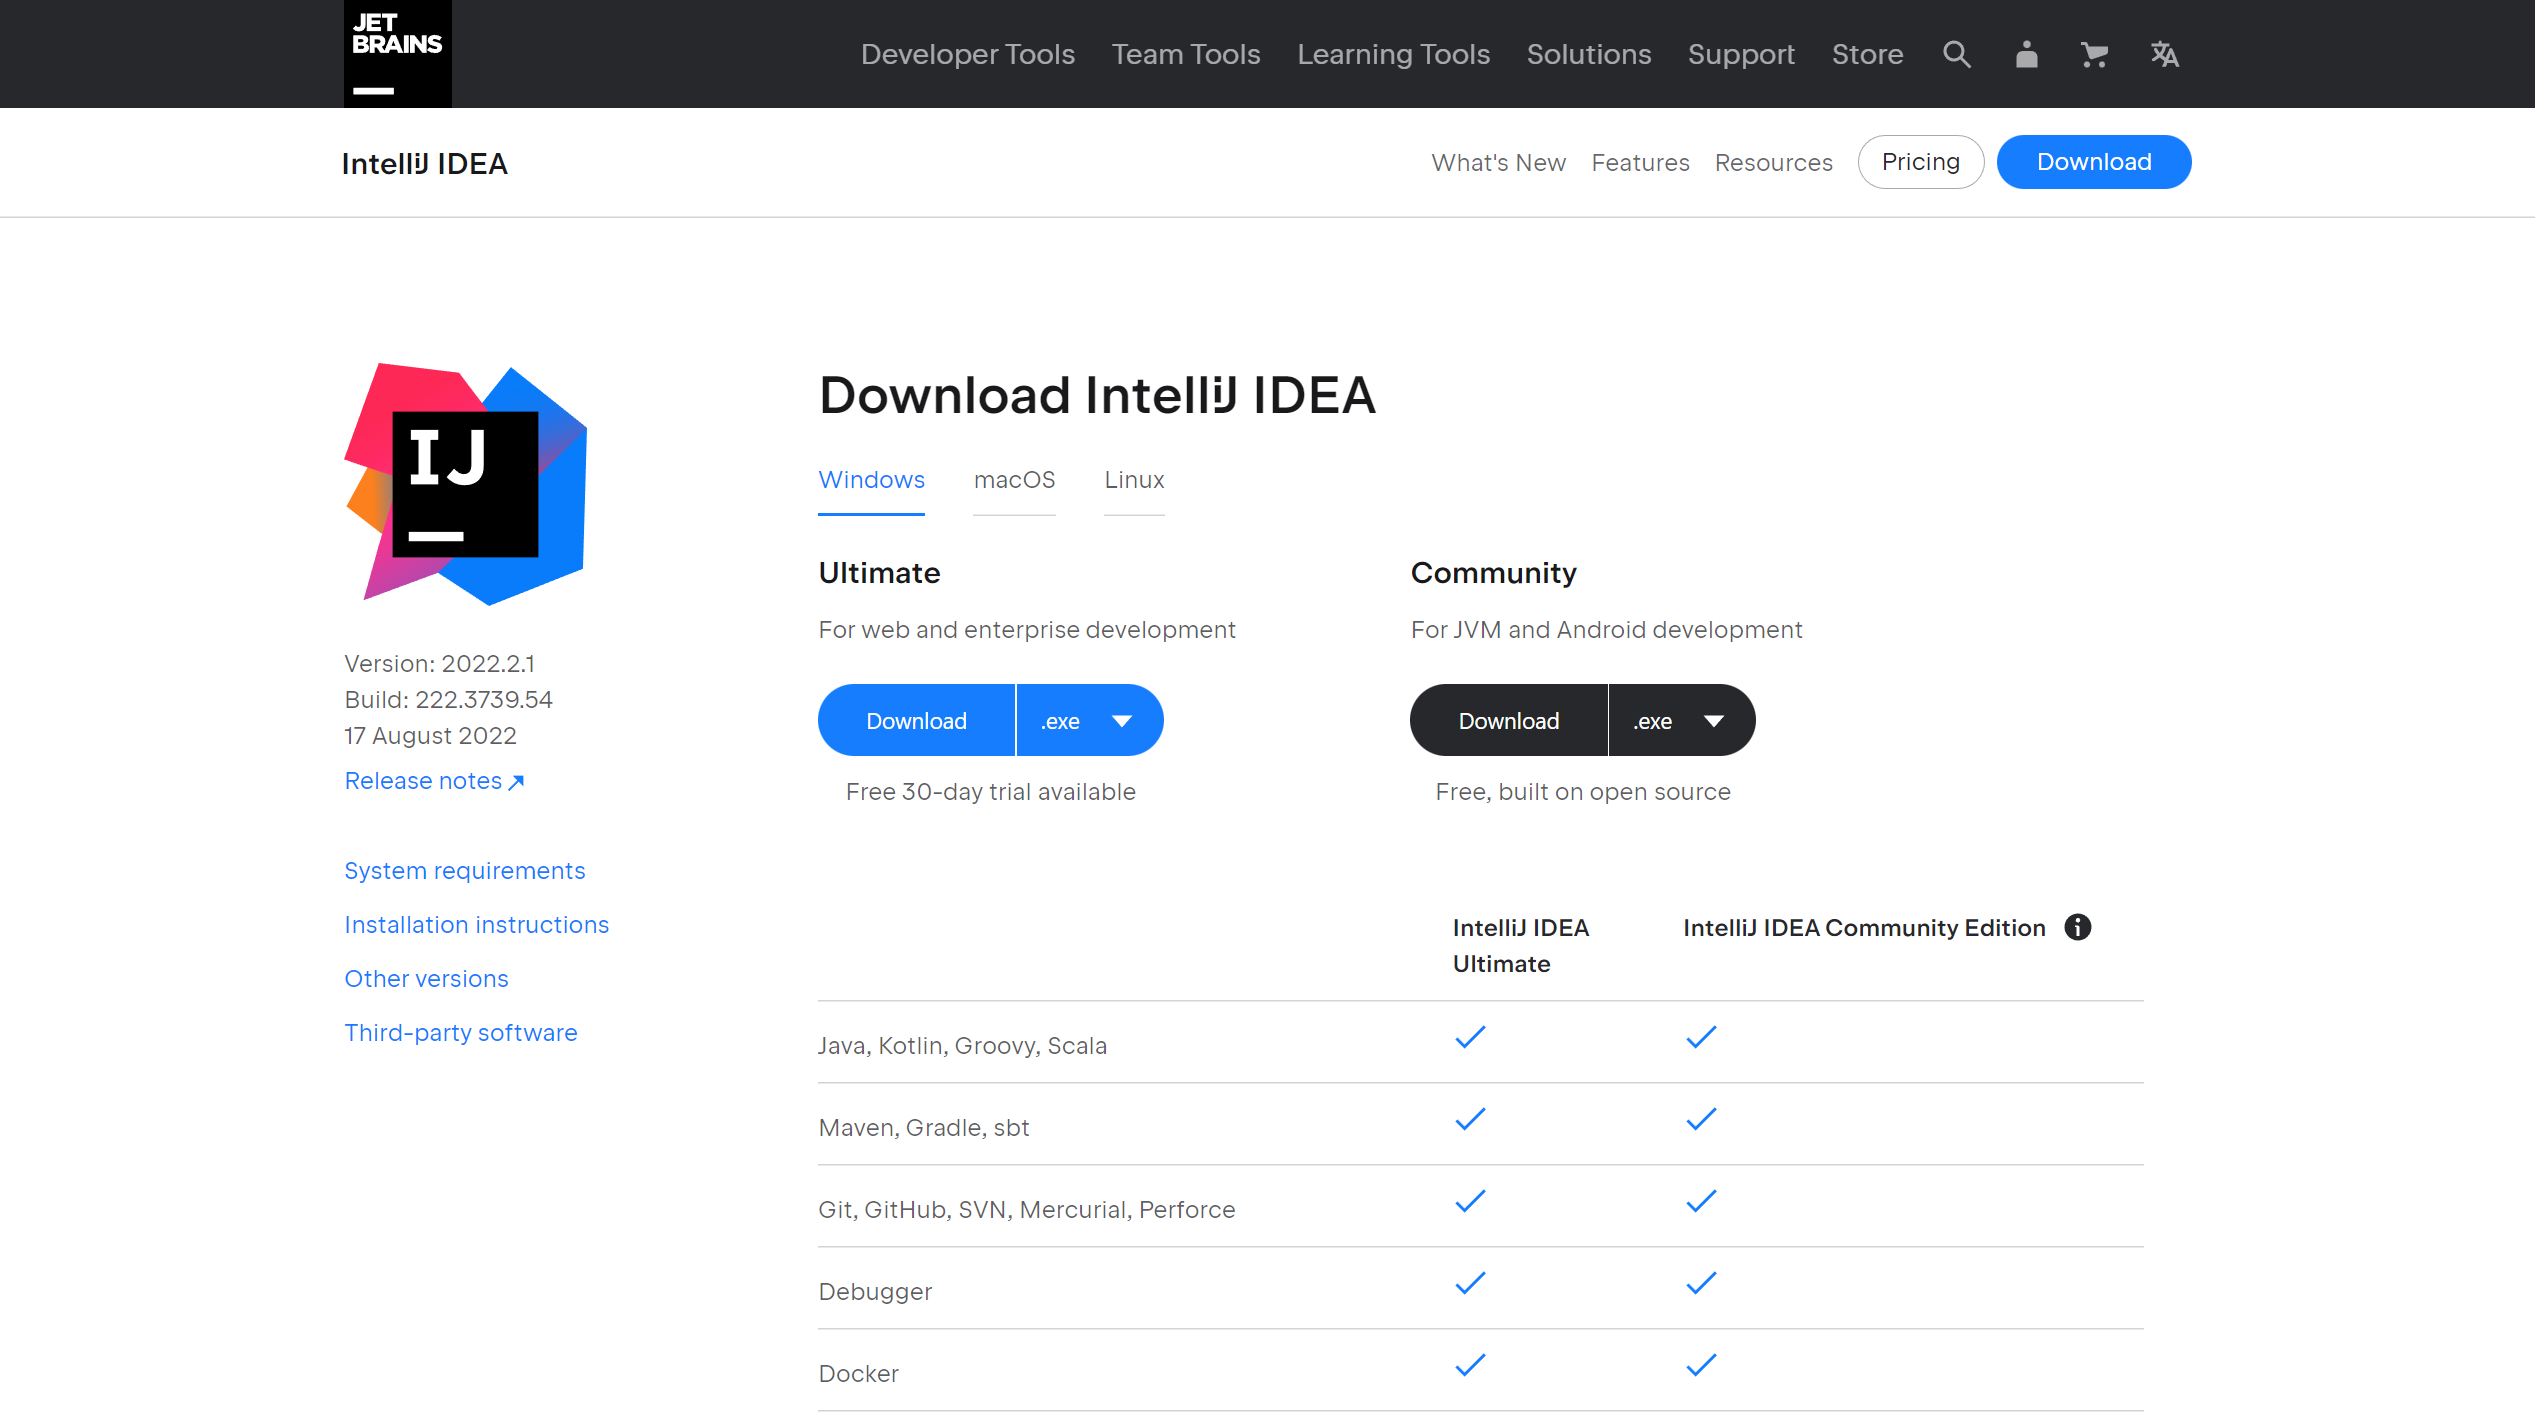 JET
BRAINS
Developer Tools Team Tools Learning Tools Solutions Support Store
IntelliJ IDEA
What's New Features Resources Pricing Download
IJ
Download IntelliJ IDEA
Windows macOS Linux
Ultimate
For web and enterprise development
Download .exe
Free 30-day trial available
Community
For JVM and Android development
Download .exe
Free, built on open source
Version: 2022.2.1
Build: 222.3739.54
17 August 2022
Release notes
System requirements
Installation instructions
Other versions
Third-party software
IntelliJ IDEA
Ultimate
IntelliJ IDEA Community Edition
Java, Kotlin, Groovy, Scala
Maven, Gradle, sbt
Git, GitHub, SVN, Mercurial, Perforce
Debugger
Docker